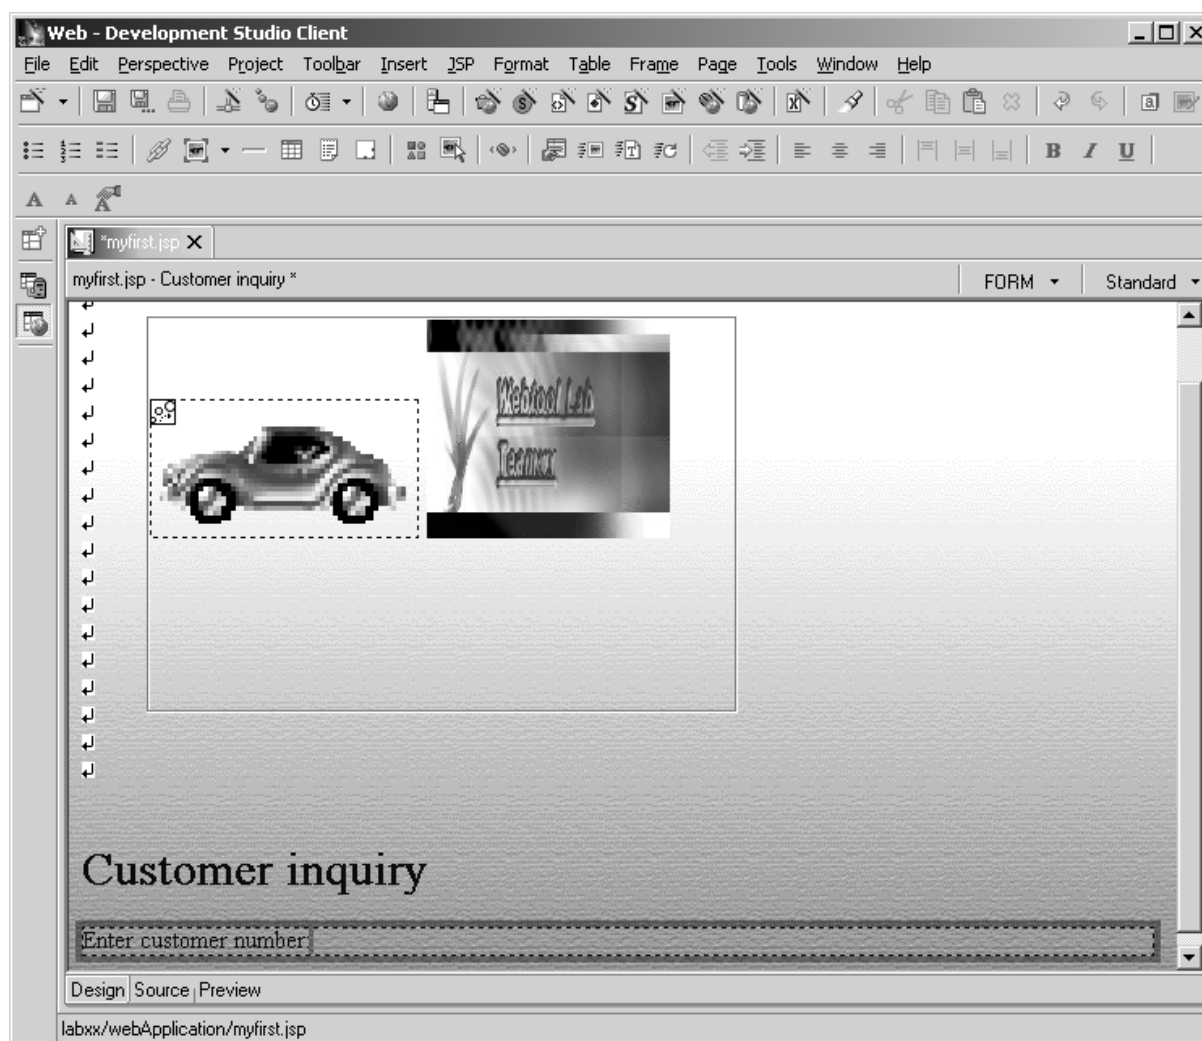 Web - Development Studio Client
File Edit Perspective Project Toolbar Insert JSP Format Table Frame Page Tools Window Help
B I U
A A A
*myfirst.jsp
myfirst.jsp - Customer inquiry * FORM Standard
Webtool Lab
Customer inquiry
Enter customer number:
Design Source Preview
labxx/webApplication/myfirst.jsp